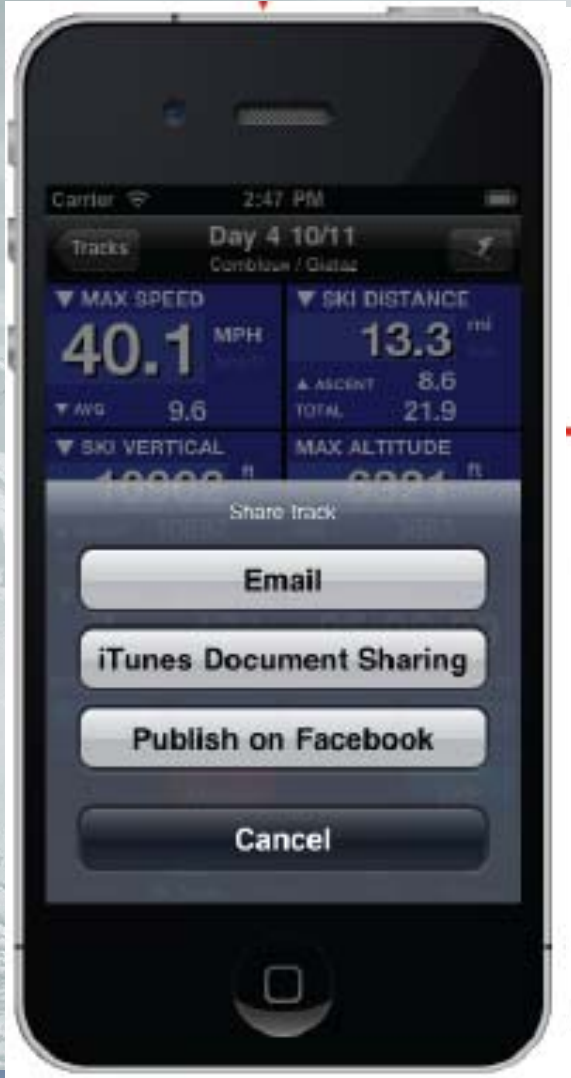 Carrier 2:47 PM
Tracks Day 4 10/11
Combloux / Giettaz
▼ MAX SPEED
40.1 MPH
▼ AVG 9.6
▼ SKI DISTANCE
13.3 mi
▲ ASCENT 8.6
TOTAL 21.9
▼ SKI VERTICAL
ft
MAX ALTITUDE
ft
Share track
Email
iTunes Document Sharing
Publish on Facebook
Cancel